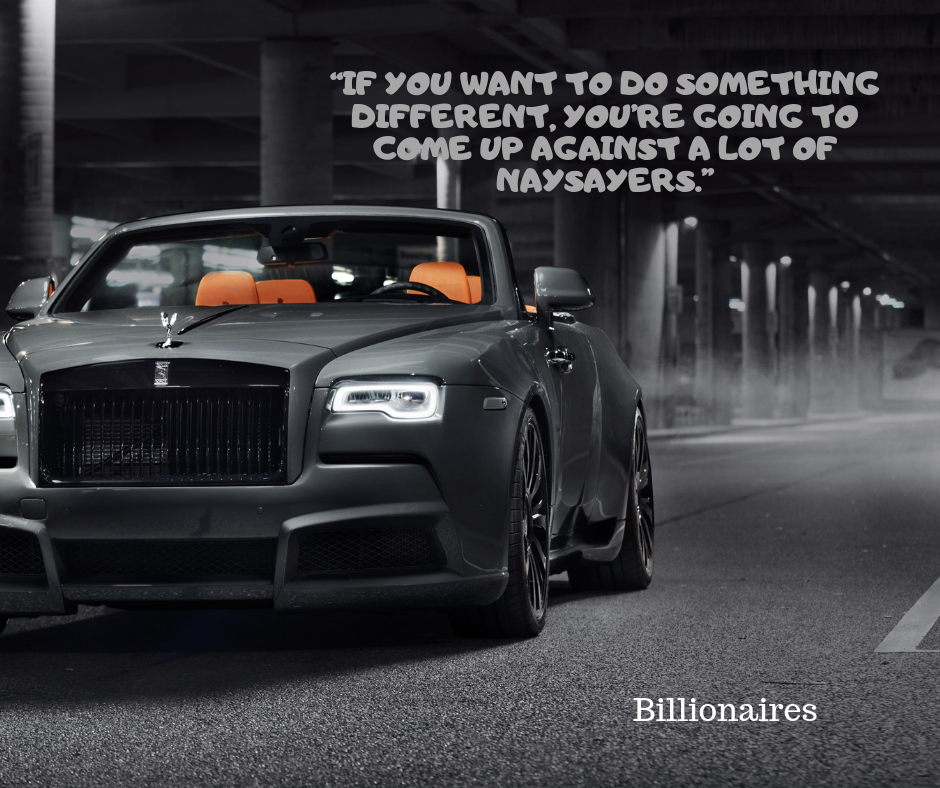 “IF YOU WANT TO DO SOMETHING
DIFFERENT, YOU’RE GOING TO
COME UP AGAINST A LOT OF
NAYSAYERS.”
Billionaires